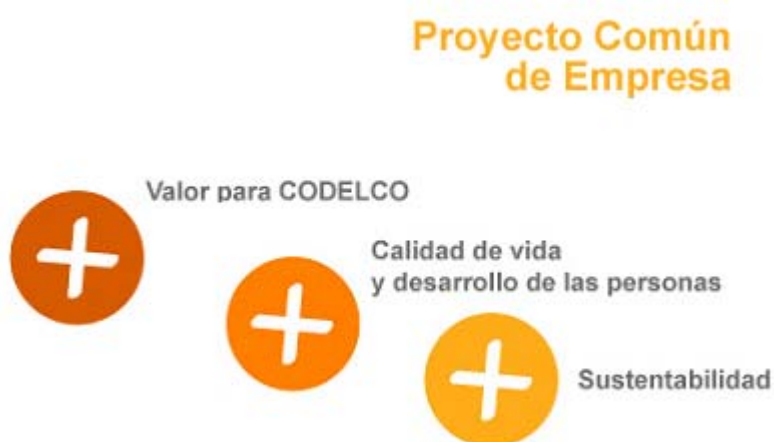 Proyecto Común
de Empresa
Valor para CODELCO
Calidad de vida
y desarrollo de las personas
Sustentabilidad